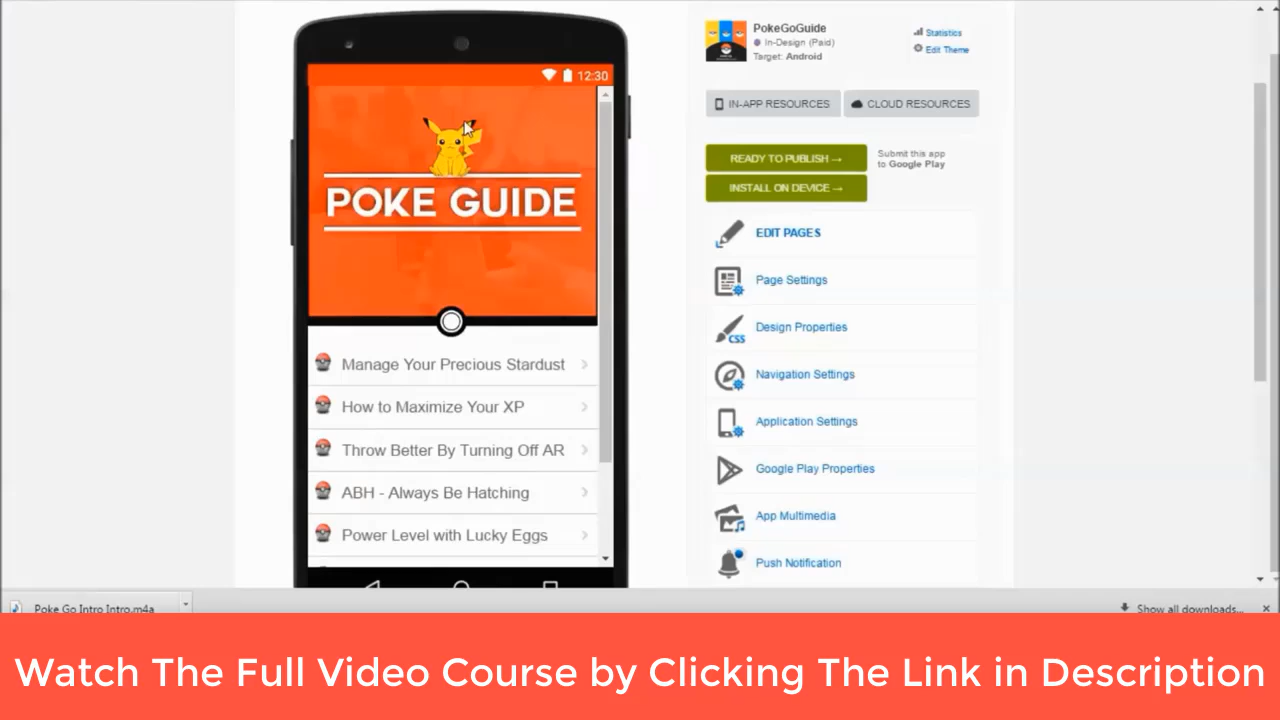 12:30
POKE GUIDE
Manage Your Precious Stardust
How to Maximize Your XP
Throw Better By Turning Off AR
ABH - Always Be Hatching
Power Level with Lucky Eggs
PokeGoGuide
In-Design (Paid)
Target: Android
Statistics
Edit Theme
IN-APP RESOURCES
CLOUD RESOURCES
READY TO PUBLISH →
Submit this app
to Google Play
INSTALL ON DEVICE →
EDIT PAGES
Page Settings
CSS
Design Properties
Navigation Settings
Application Settings
Google Play Properties
App Multimedia
Push Notification
Poke Go Intro Intro.m4a
Show all downloads...
Watch The Full Video Course by Clicking The Link in Description